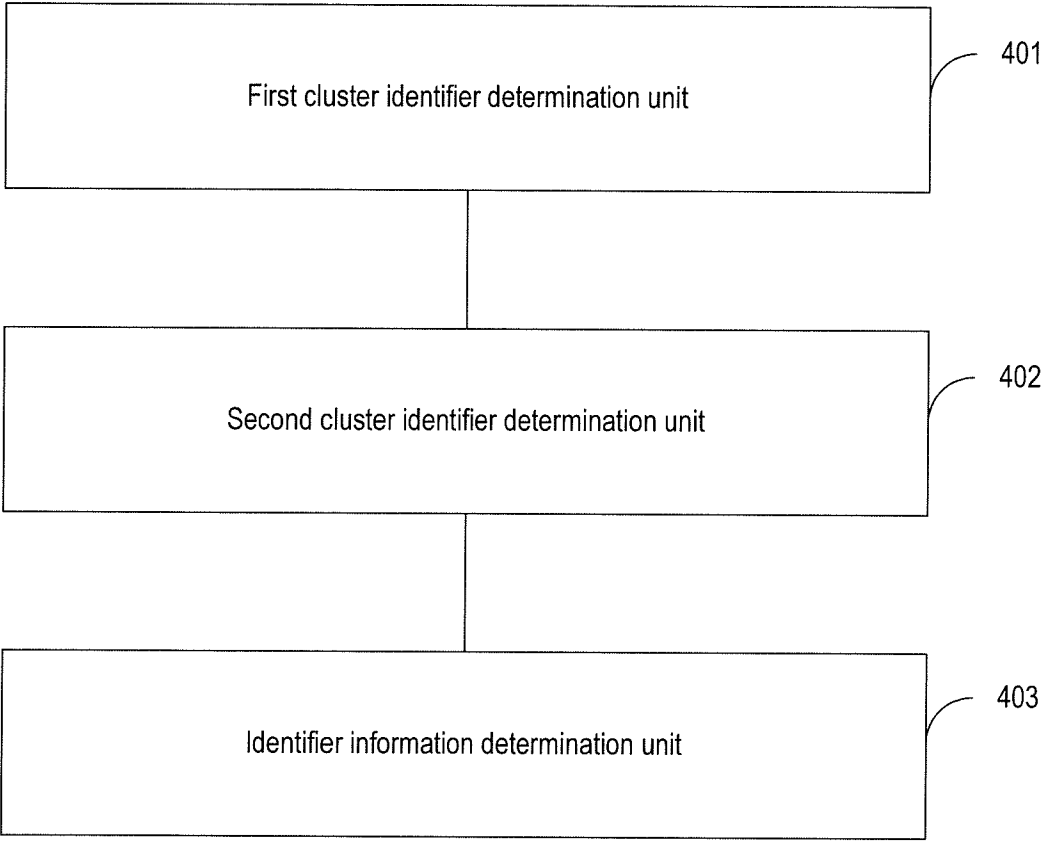 401
First cluster identifier determination unit
402
Second cluster identifier determination unit
403
Identifier information determination unit